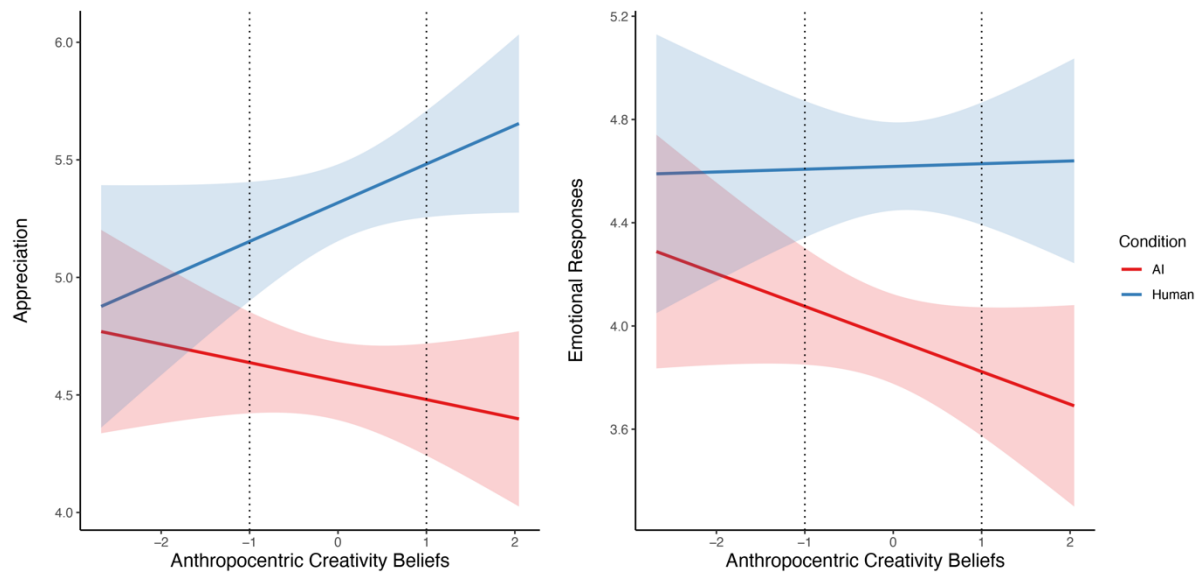 Appreciation
6.0
5.5
5.0
4.5
4.0
−2
−1
0
1
2
Anthropocentric Creativity Beliefs
Emotional Responses
5.2
4.8
4.4
4.0
3.6
−2
−1
0
1
2
Anthropocentric Creativity Beliefs
Condition
AI
Human